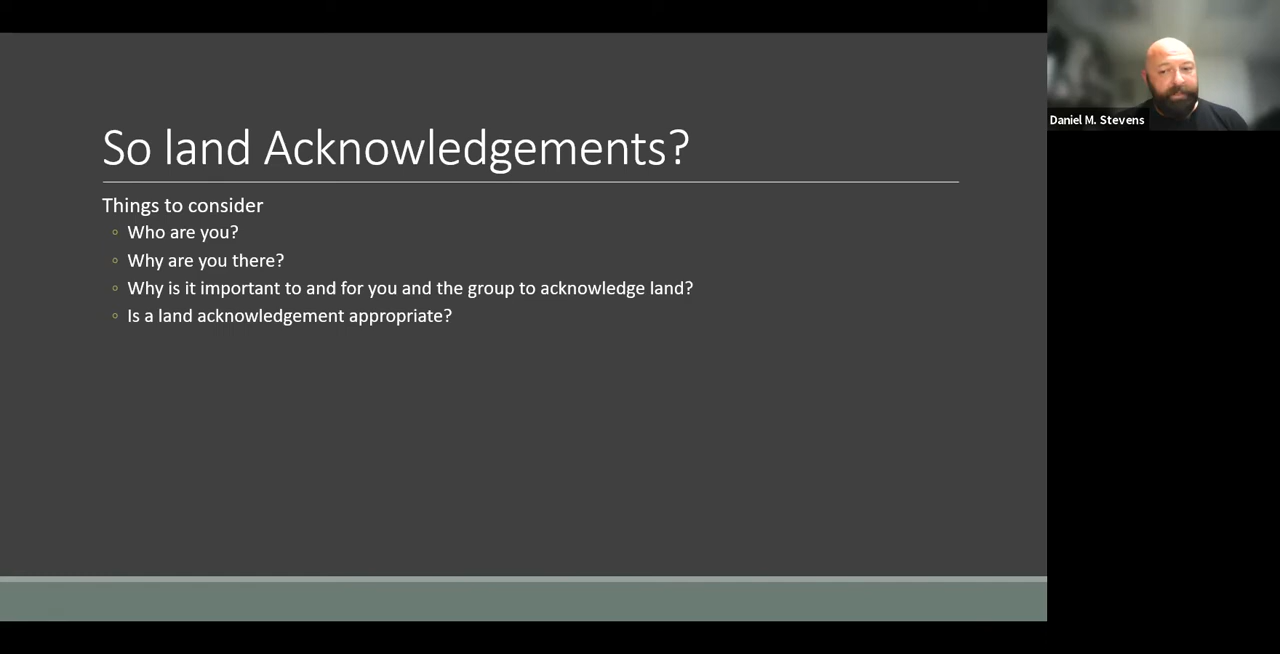 So land Acknowledgements?
Things to consider
Who are you?
Why are you there?
Why is it important to and for you and the group to acknowledge land?
Is a land acknowledgement appropriate?
Daniel M. Stevens